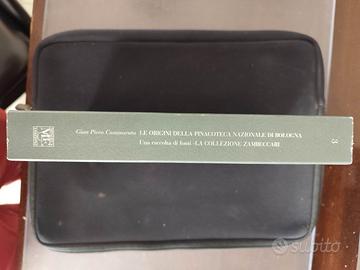 Gian Piero Cammarota LE ORIGINI DELLA PINACOTECA NAZIONALE DI BOLOGNA
Una raccolta di fonti - LA COLLEZIONE ZAMBECCARI
3
subito